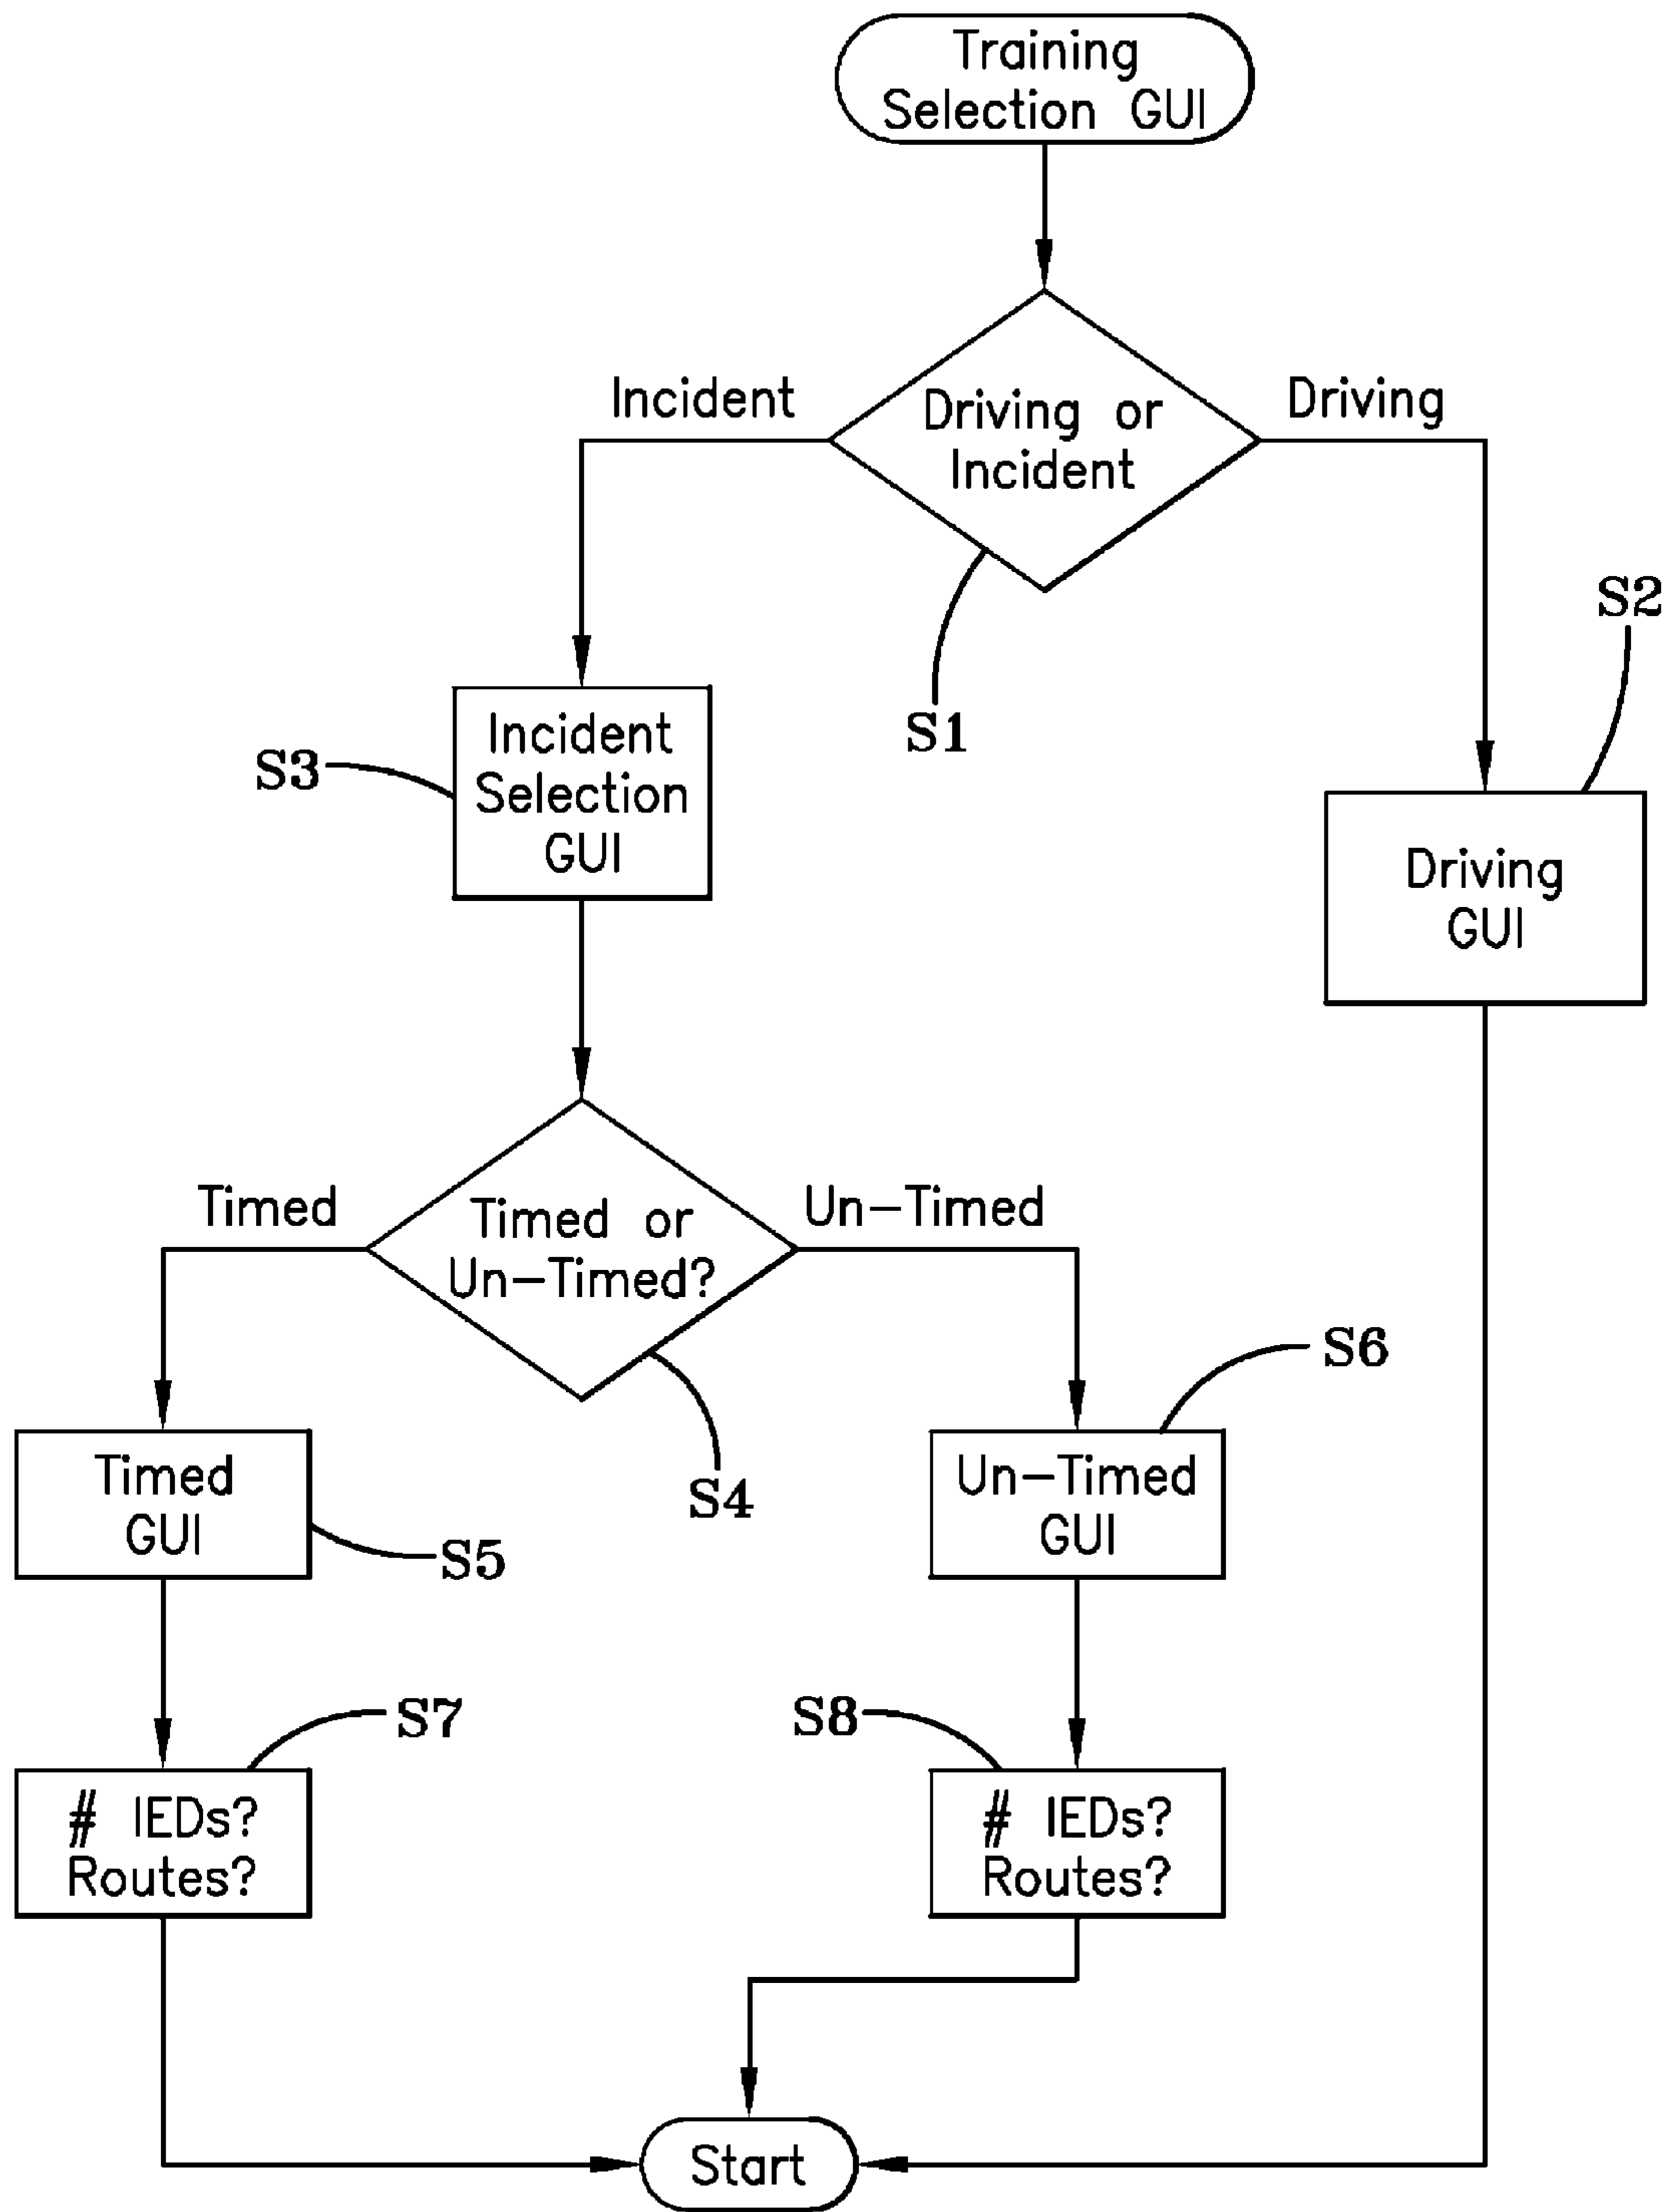 Training
Selection GUI
Incident
Driving or
Incident
Driving
S1
S2
S3
Incident
Selection
GUI
Driving
GUI
Timed
Timed or
Un-Timed?
Un-Timed
S4
S6
Timed
GUI
S5
Un-Timed
GUI
S7
S8
# IEDs?
Routes?
# IEDs?
Routes?
Start